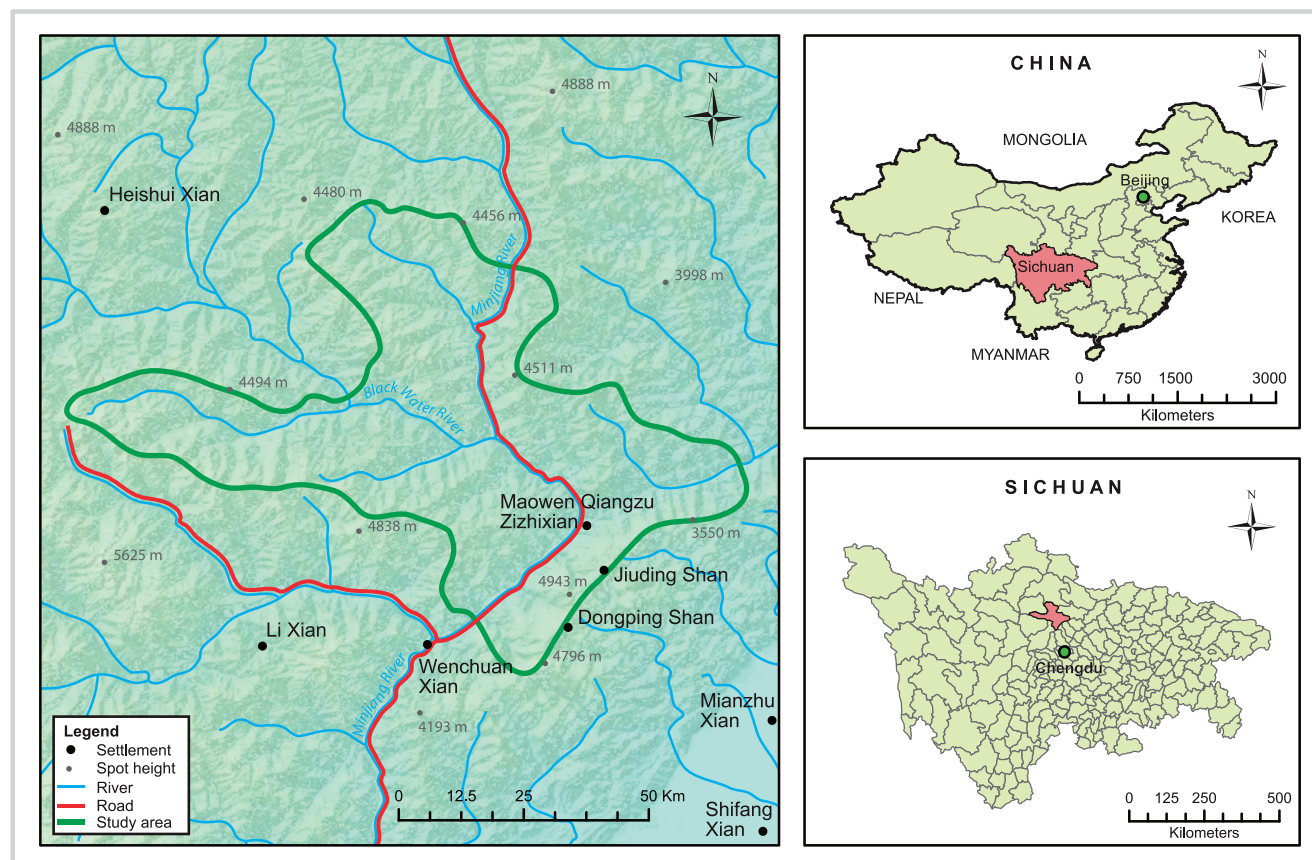 N
4888 m
4888 m
Heishui Xian
4480 m
4456 m
Minjiang River
3998 m
4494 m
4511 m
Black Water River
Maowen Qiangzu
Zizhixian
3550 m
4838 m
5625 m
Jiuding Shan
4943 m
Dongping Shan
Li Xian
Wenchuan
Xian
4796 m
Minjiang River
4193 m
Mianzhu
Xian
Shifang
Xian
Legend
Settlement
Spot height
River
Road
Study area
0 12.5 25 50 Km
CHINA
N
MONGOLIA
Beijing
KOREA
Sichuan
NEPAL
MYANMAR
0 750 1500 3000
Kilometers
SICHUAN
N
Chengdu
0 125 250 500
Kilometers